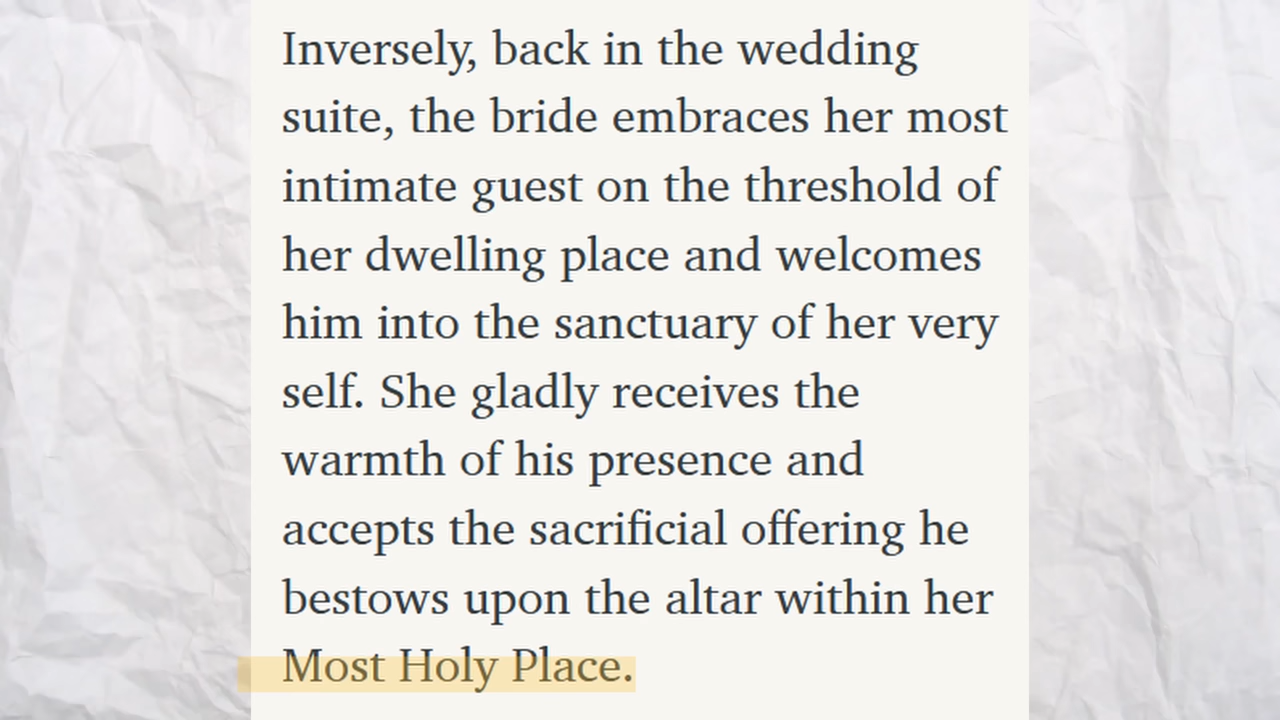 Inversely, back in the wedding
suite, the bride embraces her most
intimate guest on the threshold of
her dwelling place and welcomes
him into the sanctuary of her very
self. She gladly receives the
warmth of his presence and
accepts the sacrificial offering he
bestows upon the altar within her
Most Holy Place.